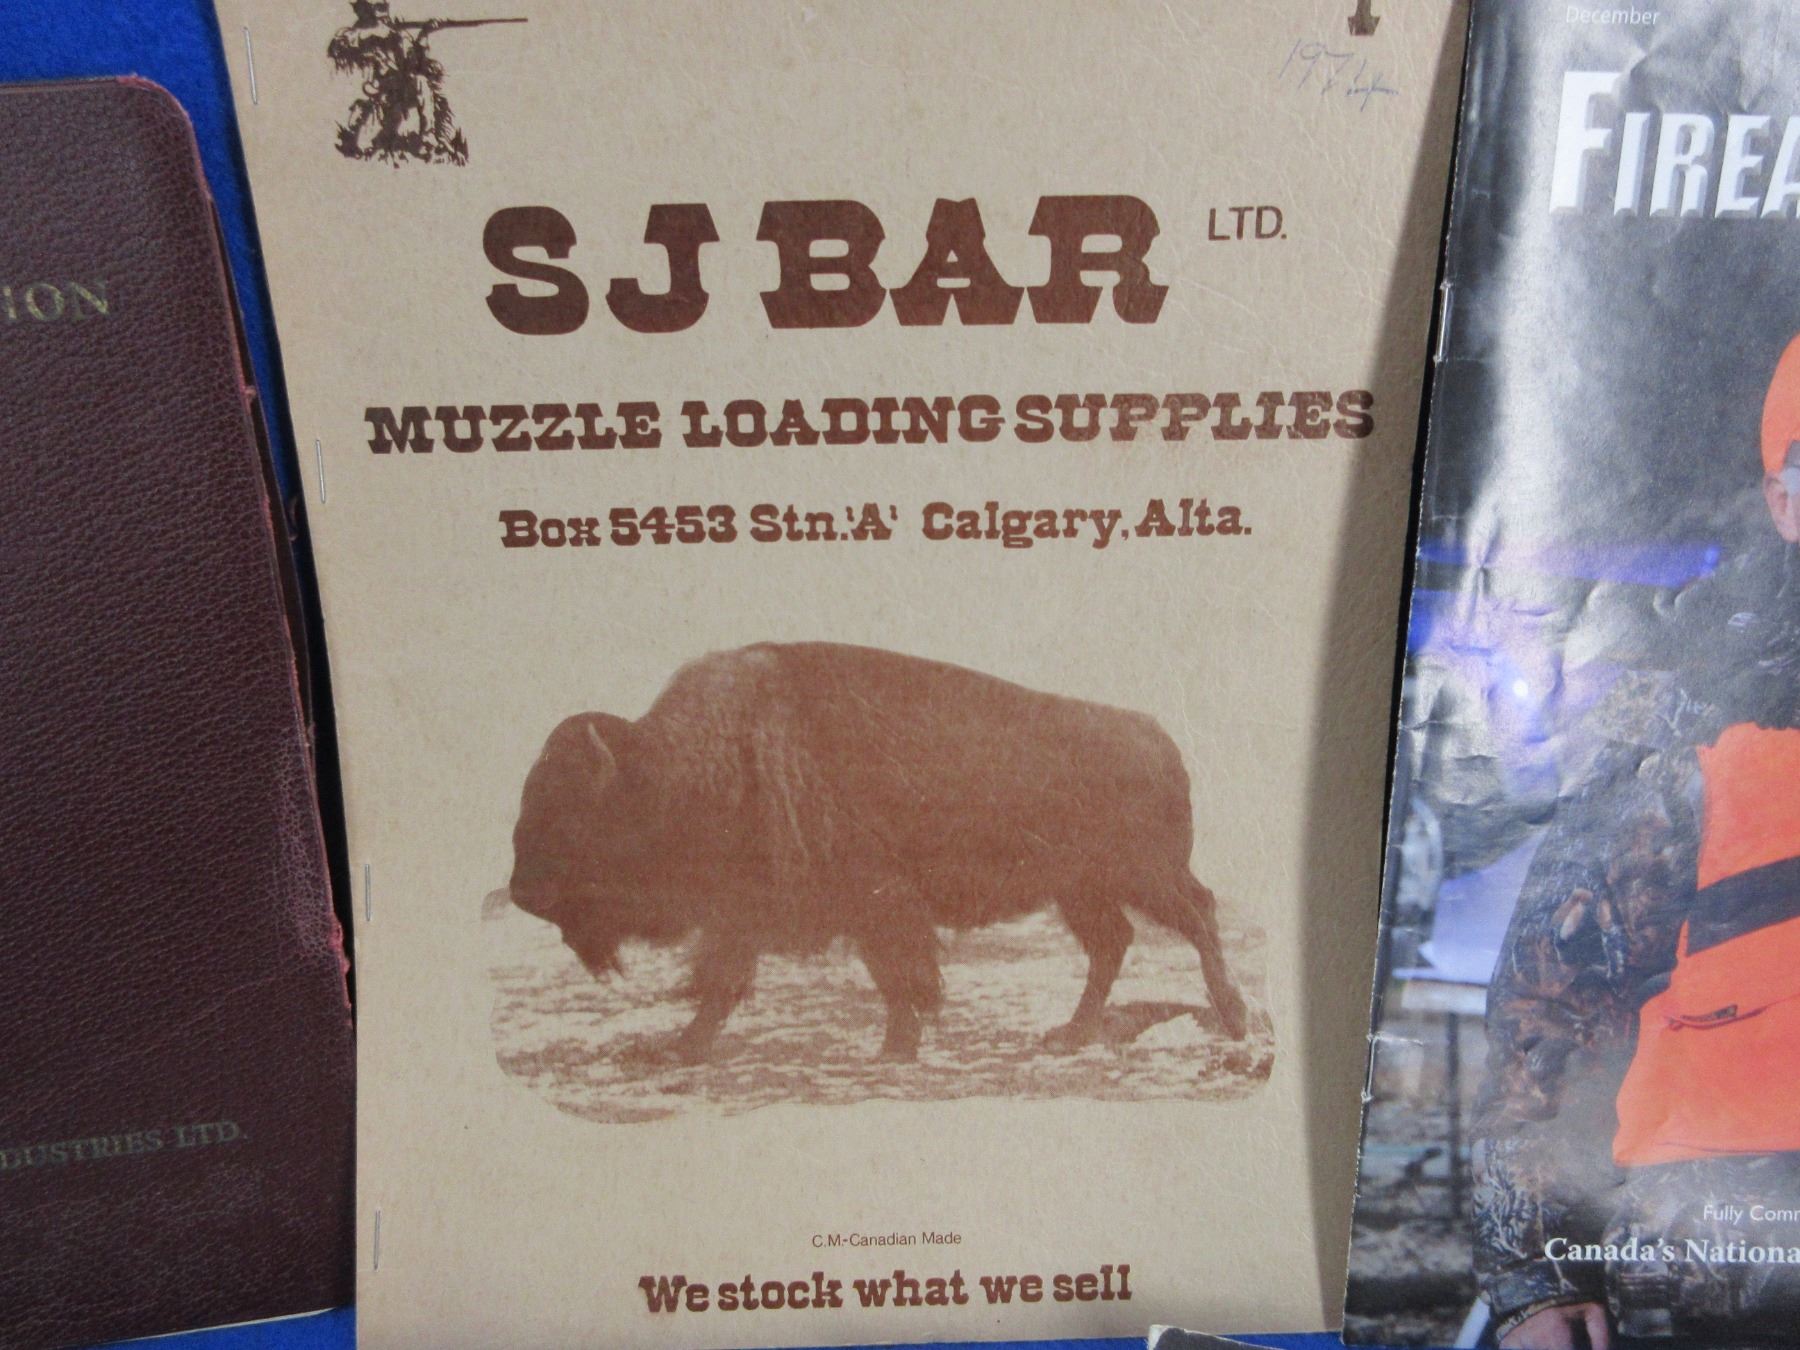 1974
SJ BAR LTD.
MUZZLE LOADING SUPPLIES
Box 5453 Stn.'A' Calgary, Alta.
C.M.-Canadian Made
We stock what we sell
ION
DUSTRIES LTD.
December
FIREA
Fully Com
Canada's Nationa